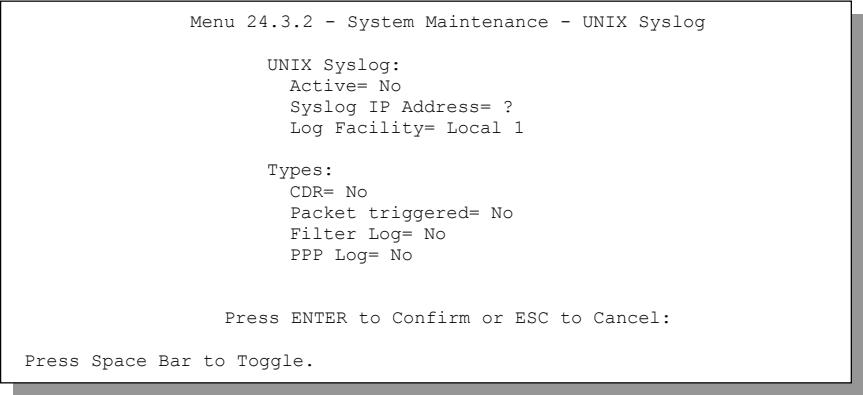 Menu 24.3.2 - System Maintenance - UNIX Syslog
UNIX Syslog:
Active= No
Syslog IP Address= ?
Log Facility= Local 1
Types:
CDR= No
Packet triggered= No
Filter Log= No
PPP Log= No
Press ENTER to Confirm or ESC to Cancel:
Press Space Bar to Toggle.